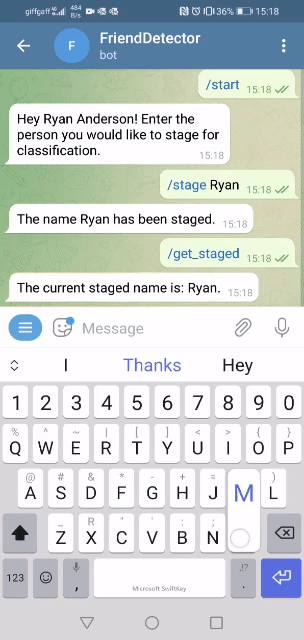 giffgaff 4G 484 B/s 36% 15:18
F FriendDetector
bot
/start 15:18
Hey Ryan Anderson! Enter the
person you would like to stage for
classification. 15:18
/stage Ryan 15:18
The name Ryan has been staged. 15:18
/get_staged 15:18
The current staged name is: Ryan. 15:18
Message
I Thanks Hey
1 2 3 4 5 6 7 8 9 0
% ^ ~ | [ ] < > { }
Q W E R T Y U I O P
@ # & * - + = )
A S D F G H J M L
_ R " ' : ;
Z X C V B N
123 , Microsoft SwiftKey ,!? .